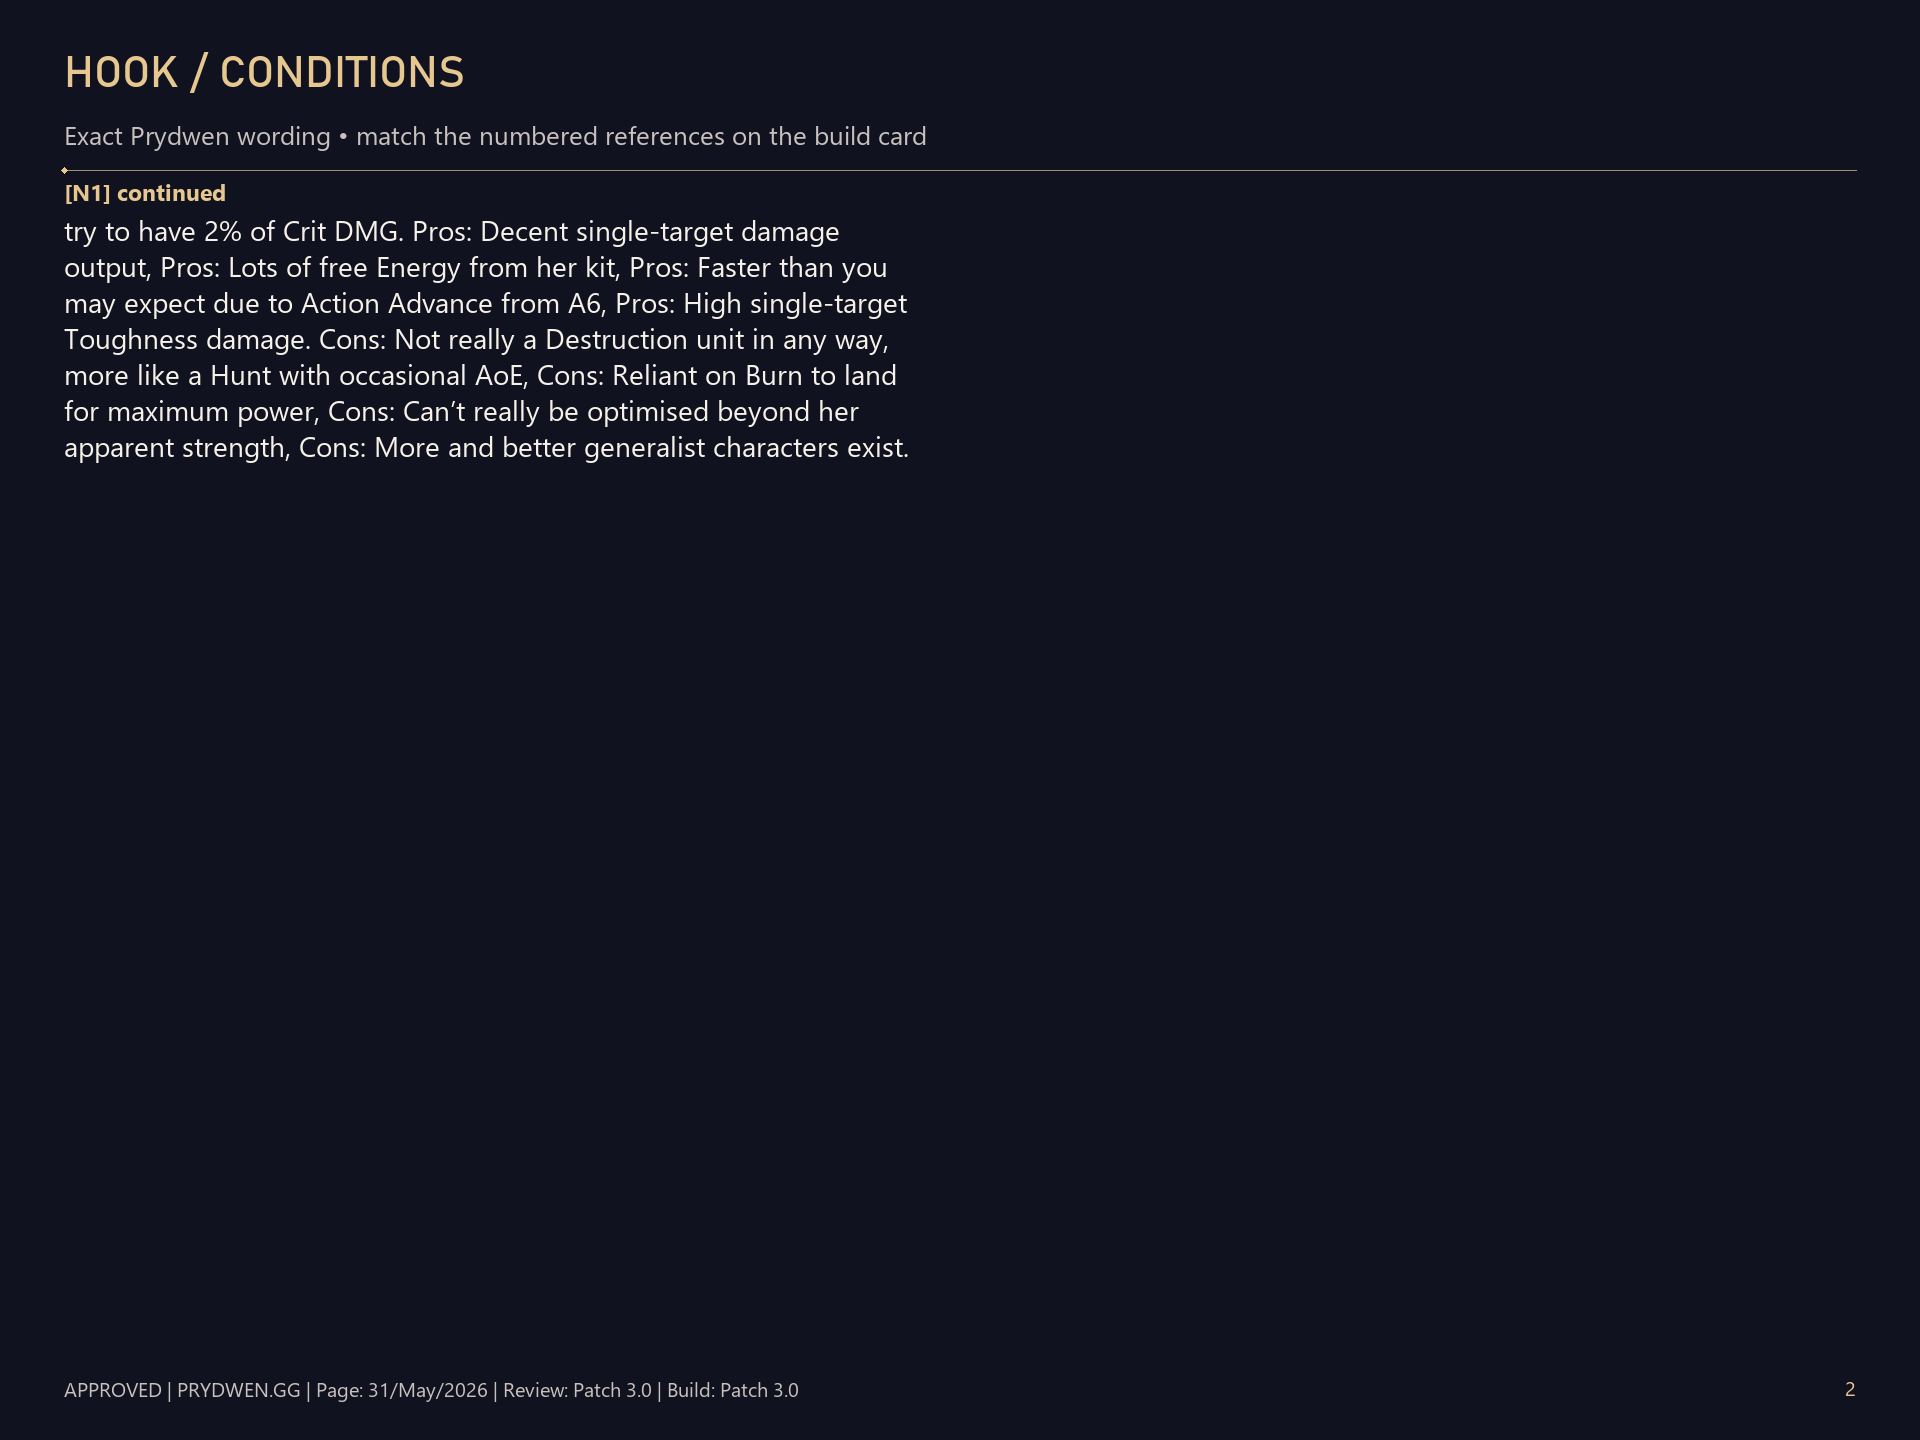 HOOK / CONDITIONS
Exact Prydwen wording • match the numbered references on the build card
[N1] continued
try to have 2% of Crit DMG. Pros: Decent single-target damage
output, Pros: Lots of free Energy from her kit, Pros: Faster than you
may expect due to Action Advance from A6, Pros: High single-target
Toughness damage. Cons: Not really a Destruction unit in any way,
more like a Hunt with occasional AoE, Cons: Reliant on Burn to land
for maximum power, Cons: Can’t really be optimised beyond her
apparent strength, Cons: More and better generalist characters exist.
APPROVED | PRYDWEN.GG | Page: 31/May/2026 | Review: Patch 3.0 | Build: Patch 3.0
2